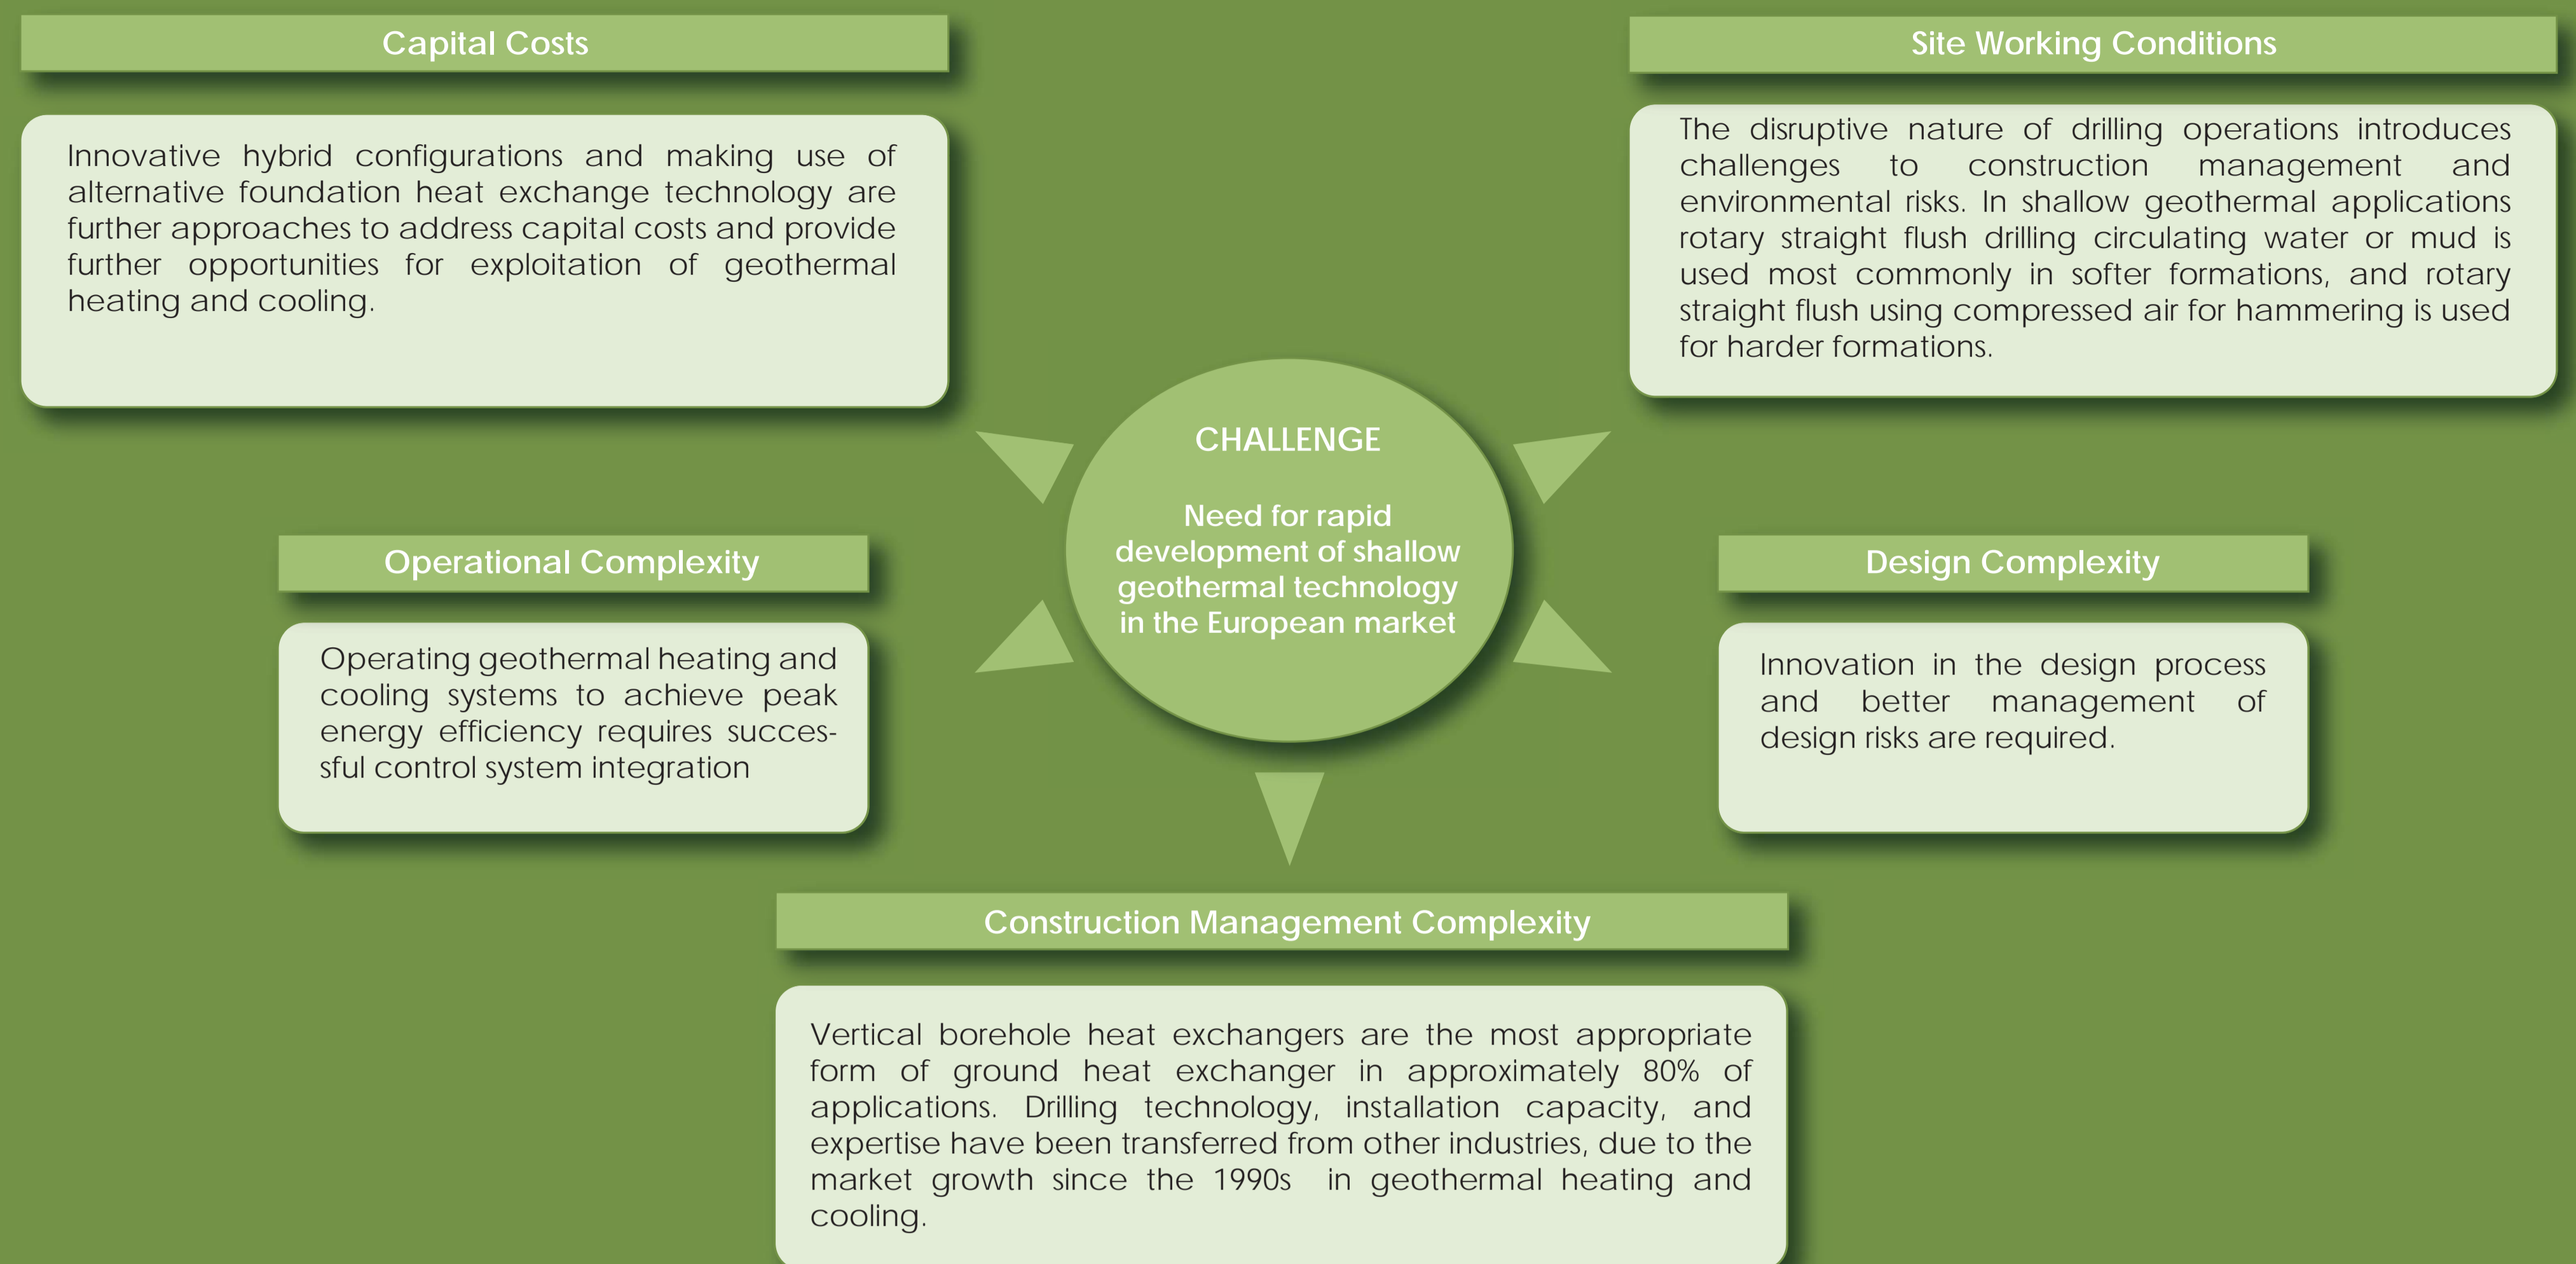 Capital Costs
Innovative hybrid configurations and making use of
alternative foundation heat exchange technology are
further approaches to address capital costs and provide
further opportunities for exploitation of geothermal
heating and cooling.
Site Working Conditions
The disruptive nature of drilling operations introduces
challenges to construction management and
environmental risks. In shallow geothermal applications
rotary straight flush drilling circulating water or mud is
used most commonly in softer formations, and rotary
straight flush using compressed air for hammering is used
for harder formations.
CHALLENGE
Need for rapid
development of shallow
geothermal technology
in the European market
Operational Complexity
Operating geothermal heating and
cooling systems to achieve peak
energy efficiency requires succes-
sful control system integration
Design Complexity
Innovation in the design process
and better management of
design risks are required.
Construction Management Complexity
Vertical borehole heat exchangers are the most appropriate
form of ground heat exchanger in approximately 80% of
applications. Drilling technology, installation capacity, and
expertise have been transferred from other industries, due to the
market growth since the 1990s  in geothermal heating and
cooling.